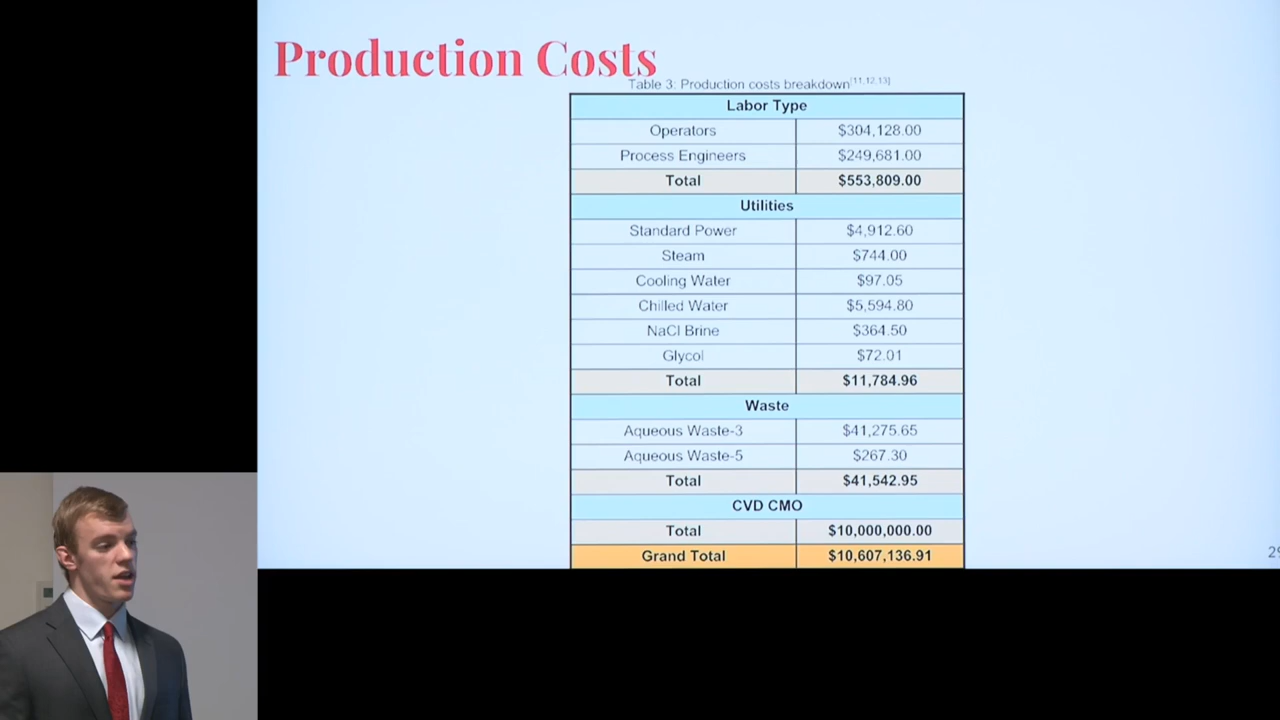 Production Costs
Table 3: Production costs breakdown[11,12,13]
Labor Type
Operators $304,128.00
Process Engineers $249,681.00
Total $553,809.00
Utilities
Standard Power $4,912.60
Steam $744.00
Cooling Water $97.05
Chilled Water $5,594.80
NaCl Brine $364.50
Glycol $72.01
Total $11,784.96
Waste
Aqueous Waste-3 $41,275.65
Aqueous Waste-5 $267.30
Total $41,542.95
CVD CMO
Total $10,000,000.00
Grand Total $10,607,136.91